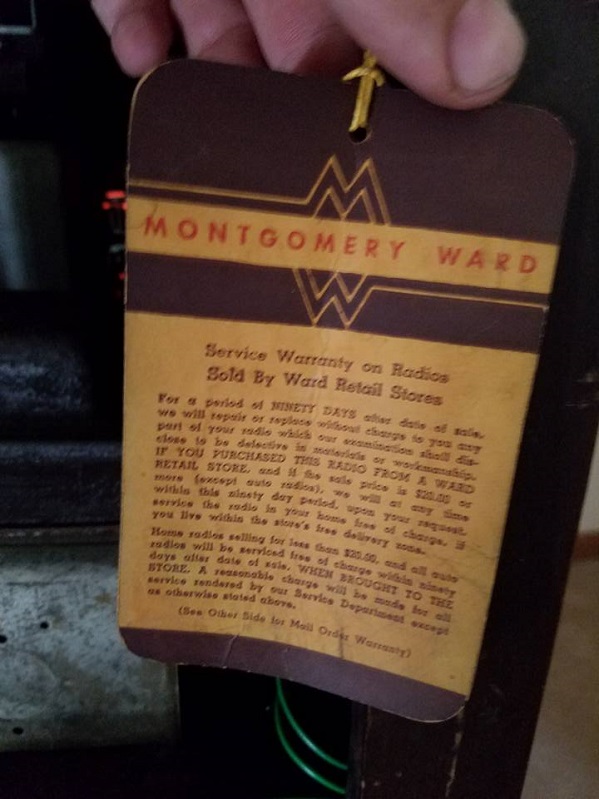 MONTGOMERY WARD
Service Warranty on Radios
Sold By Ward Retail Stores
For a period of NINETY DAYS after date of sale,
we will repair or replace without charge to you any
part of your radio which our examination shall dis-
close to be defective in materials or workmanship.
IF YOU PURCHASED THIS RADIO FROM A WARD
RETAIL STORE, and if the sale price is $20.00 or
more (except auto radios), we will at any time
within this ninety day period, upon your request,
service the radio in your home free of charge, if
you live within the store's free delivery zone.
Home radios selling for less than $20.00, and all auto
radios will be serviced free of charge within ninety
days after date of sale, WHEN BROUGHT TO THE
STORE. A reasonable charge will be made for all
service rendered by our Service Department except
as otherwise stated above.
(See Other Side for Mail Order Warranty)